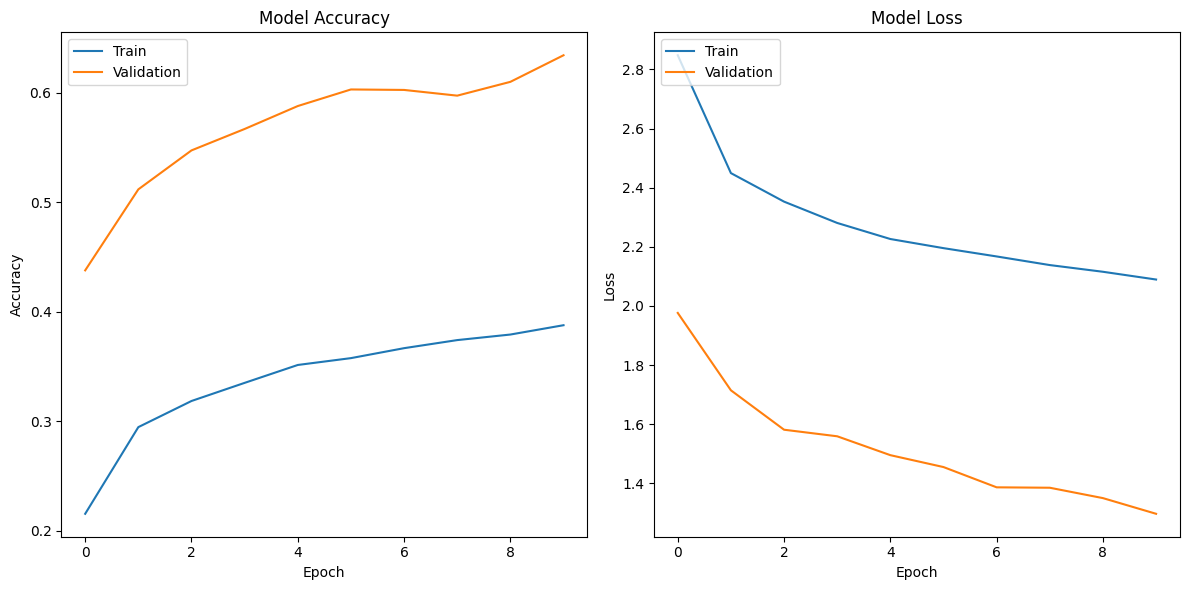 Model Accuracy
Train
Validation
0.6
0.5
0.4
0.3
0.2
Accuracy
0
2
4
6
8
Epoch
Model Loss
Train
Validation
2.8
2.6
2.4
2.2
2.0
1.8
1.6
1.4
Loss
0
2
4
6
8
Epoch